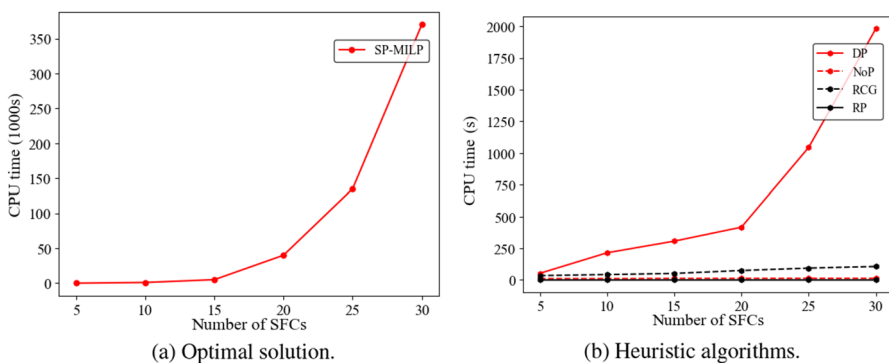 350
300
250
200
150
100
50
0
CPU time (1000s)
SP-MILP
5 10 15 20 25 30
Number of SFCs
(a) Optimal solution.
2000
1750
1500
1250
1000
750
500
250
0
CPU time (s)
DP
NoP
RCG
RP
5 10 15 20 25 30
Number of SFCs
(b) Heuristic algorithms.